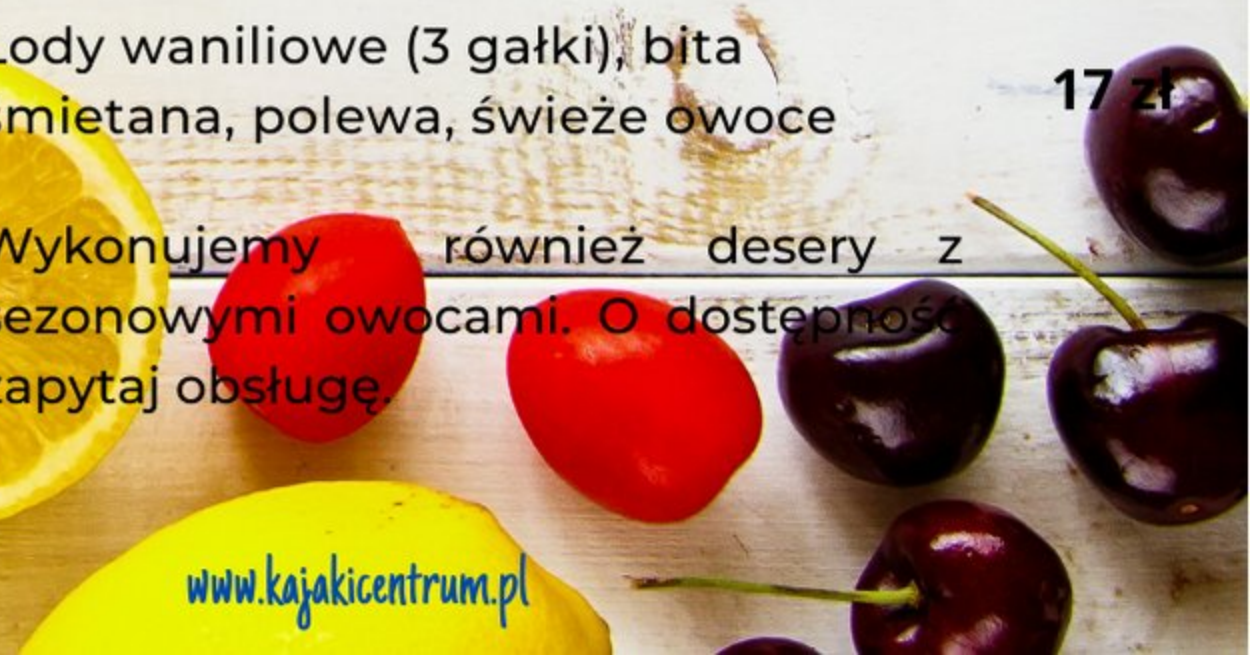 Lody waniliowe (3 gałki), bita
śmietana, polewa, świeże owoce
17 zł
Wykonujemy również desery z
sezonowymi owocami. O dostępność
zapytaj obsługę.
www.kajakicentrum.pl